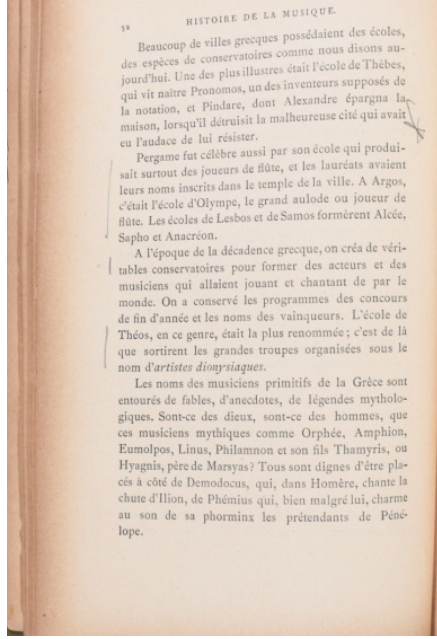 32
HISTOIRE DE LA MUSIQUE.
Beaucoup de villes grecques possédaient des écoles,
des espèces de conservatoires comme nous disons au-
jourd'hui. Une des plus illustres était l'école de Thèbes,
qui vit naître Pronomos, un des inventeurs supposés de
la notation, et Pindare, dont Alexandre épargna la
maison, lorsqu'il détruisit la malheureuse cité qui avait
eu l'audace de lui résister.
Pergame fut célèbre aussi par son école qui produi-
sait surtout des joueurs de flûte, et les lauréats avaient
leurs noms inscrits dans le temple de la ville. A Argos,
c'était l'école d'Olympe, le grand aulode ou joueur de
flûte. Les écoles de Lesbos et de Samos formèrent Alcée,
Sapho et Anacréon.
A l'époque de la décadence grecque, on créa de véri-
tables conservatoires pour former des acteurs et des
musiciens qui allaient jouant et chantant de par le
monde. On a conservé les programmes des concours
de fin d'année et les noms des vainqueurs. L'école de
Théos, en ce genre, était la plus renommée ; c'est de là
que sortirent les grandes troupes organisées sous le
nom d'artistes dionysiaques.
Les noms des musiciens primitifs de la Grèce sont
entourés de fables, d'anecdotes, de légendes mytholo-
giques. Sont-ce des dieux, sont-ce des hommes, que
ces musiciens mythiques comme Orphée, Amphion,
Eumolpos, Linus, Philamnon et son fils Thamyris, ou
Hyagnis, père de Marsyas ? Tous sont dignes d'être pla-
cés à côté de Demodocus, qui, dans Homère, chante la
chute d'Ilion, de Phémius qui, bien malgré lui, charme
au son de sa phorminx les prétendants de Péné-
lope.